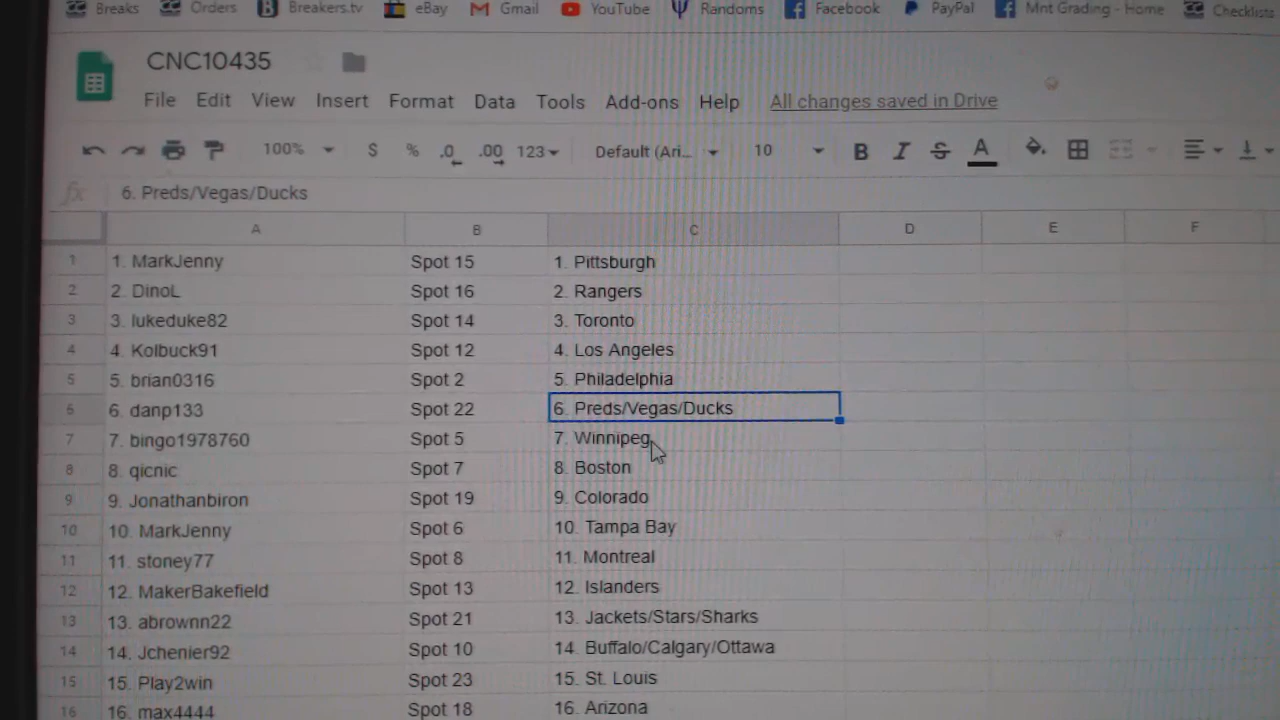 Breaks Orders Breakers.tv eBay Gmail YouTube Randoms Facebook PayPal Mnt Grading - Home Checklists
CNC10435
File Edit View Insert Format Data Tools Add-ons Help All changes saved in Drive
100% $ % .0 .00 123 Default (Ari... 10 B I S A
fx 6. Preds/Vegas/Ducks
A B C D E F
1 1. MarkJenny Spot 15 1. Pittsburgh
2 2. DinoL Spot 16 2. Rangers
3 3. lukeduke82 Spot 14 3. Toronto
4 4. Kolbuck91 Spot 12 4. Los Angeles
5 5. brian0316 Spot 2 5. Philadelphia
6 6. danp133 Spot 22 6. Preds/Vegas/Ducks
7 7. bingo1978760 Spot 5 7. Winnipeg
8 8. qicnic Spot 7 8. Boston
9 9. Jonathanbiron Spot 19 9. Colorado
10 10. MarkJenny Spot 6 10. Tampa Bay
11 11. stoney77 Spot 8 11. Montreal
12 12. MakerBakefield Spot 13 12. Islanders
13 13. abrownn22 Spot 21 13. Jackets/Stars/Sharks
14 14. Jchenier92 Spot 10 14. Buffalo/Calgary/Ottawa
15 15. Play2win Spot 23 15. St. Louis
16 16. max4444 Spot 18 16. Arizona